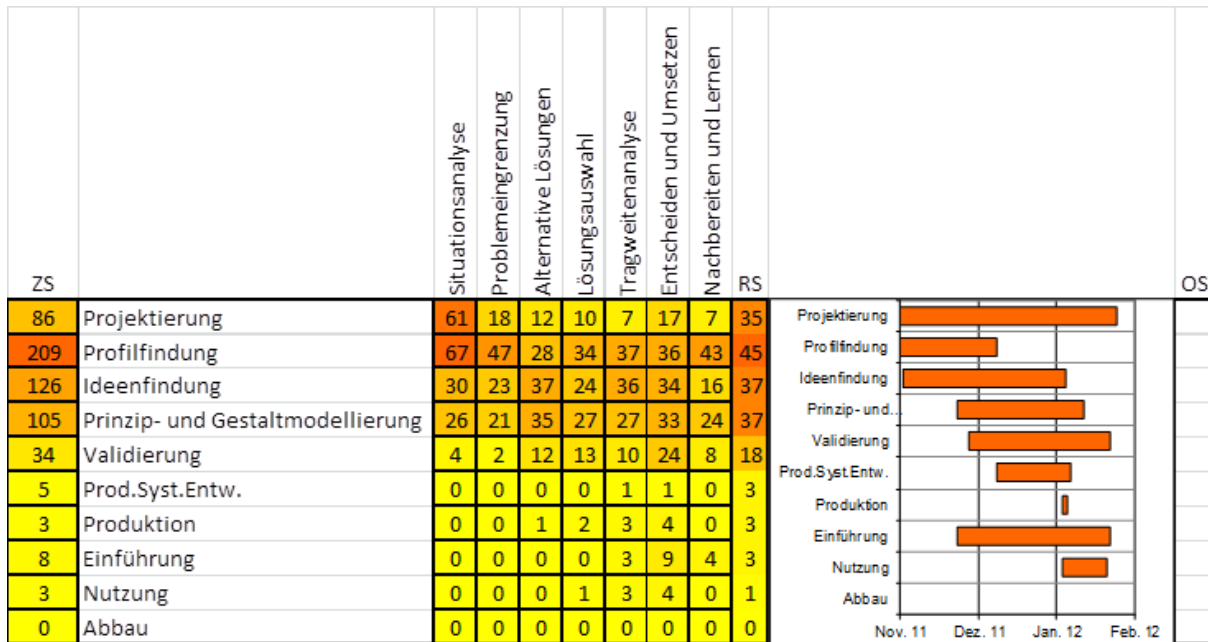 Situationsanalyse
Problemeingrenzung
Alternative Lösungen
Lösungsauswahl
Tragweitenanalyse
Entscheiden und Umsetzen
Nachbereiten und Lernen
ZS RS OS
86 Projektierung 61 18 12 10 7 17 7 35
209 Profilfindung 67 47 28 34 37 36 43 45
126 Ideenfindung 30 23 37 24 36 34 16 37
105 Prinzip- und Gestaltmodellierung 26 21 35 27 27 33 24 37
34 Validierung 4 2 12 13 10 24 8 18
5 Prod.Syst.Entw. 0 0 0 0 1 1 0 3
3 Produktion 0 0 1 2 3 4 0 3
8 Einführung 0 0 0 0 3 9 4 3
3 Nutzung 0 0 0 1 3 4 0 1
0 Abbau 0 0 0 0 0 0 0 0
Projektierung
Profilfindung
Ideenfindung
Prinzip- und...
Validierung
Prod.Syst.Entw.
Produktion
Einführung
Nutzung
Abbau
Nov. 11 Dez. 11 Jan. 12 Feb. 12